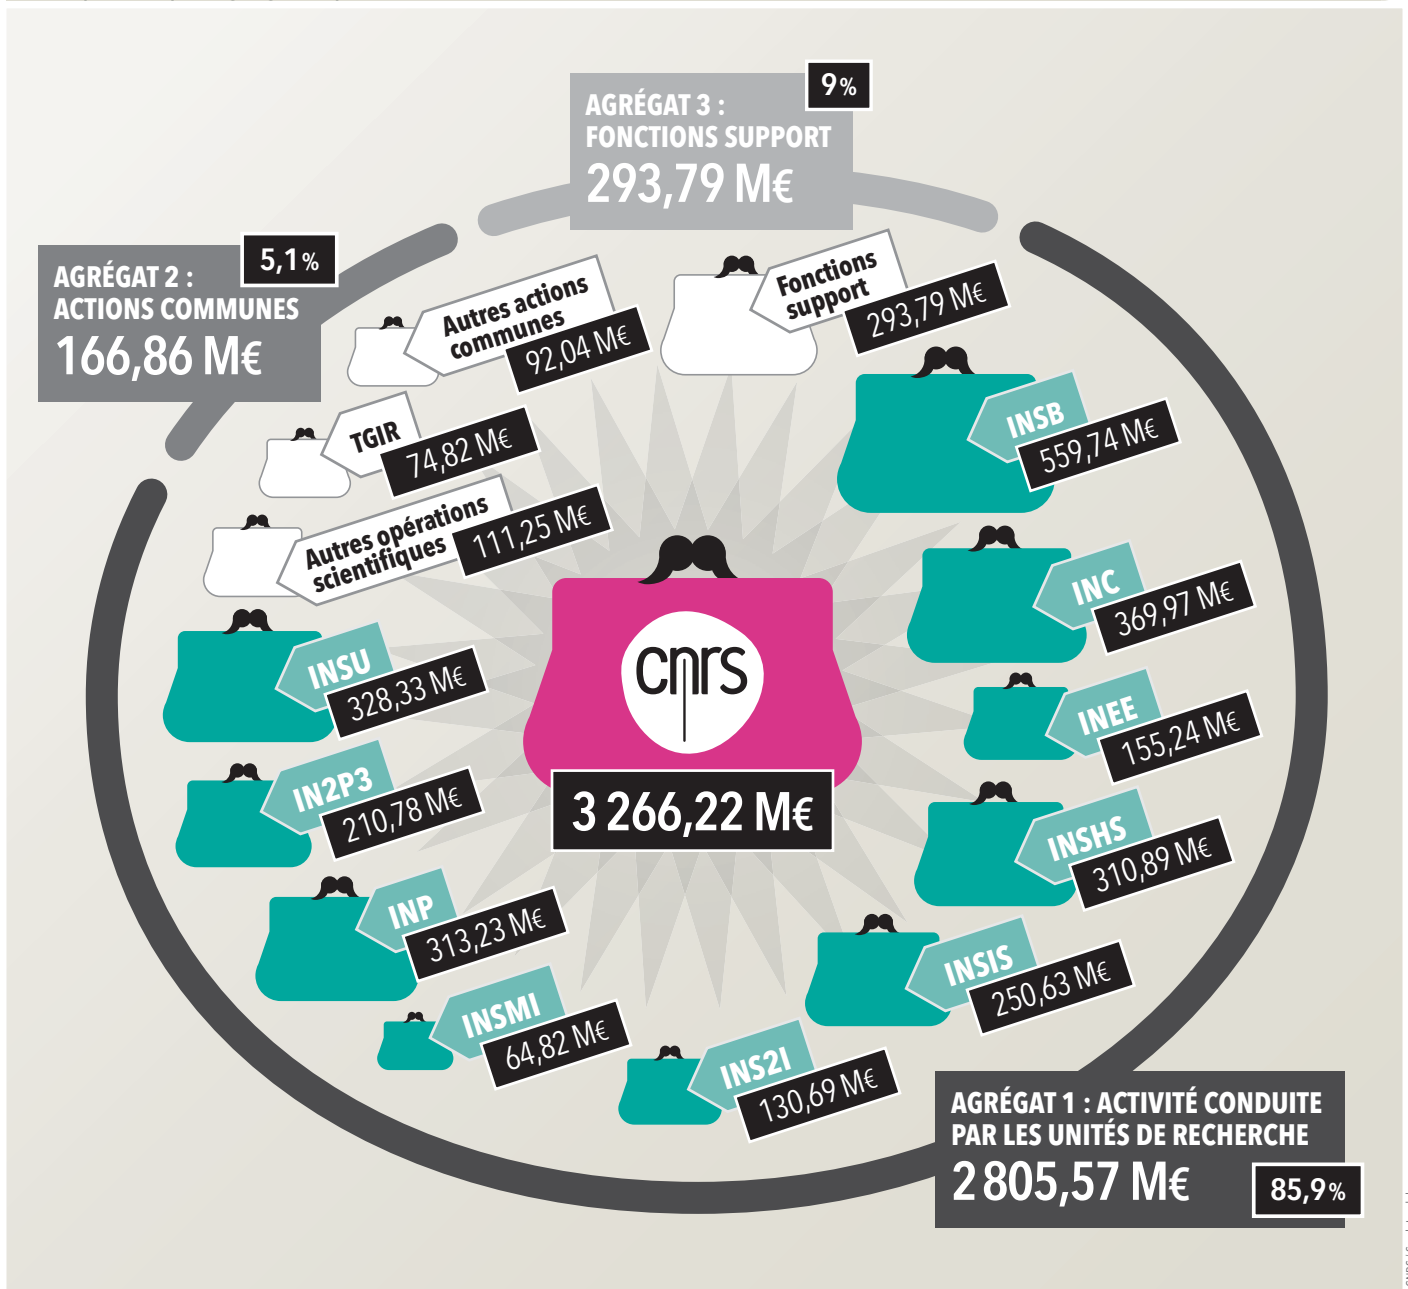 AGRÉGAT 3 :
FONCTIONS SUPPORT
293,79 M€
9%
AGRÉGAT 2 :
ACTIONS COMMUNES
166,86 M€
5,1%
Autres actions
communes
92,04 M€
Fonctions
support
293,79 M€
TGIR
74,82 M€
INSB
559,74 M€
Autres opérations
scientifiques
111,25 M€
INC
369,97 M€
INSU
328,33 M€
cnrs
3 266,22 M€
INEE
155,24 M€
IN2P3
210,78 M€
INSHS
310,89 M€
INP
313,23 M€
INSIS
250,63 M€
INSMI
64,82 M€
INS2I
130,69 M€
AGRÉGAT 1 : ACTIVITÉ CONDUITE
PAR LES UNITÉS DE RECHERCHE
2 805,57 M€
85,9%